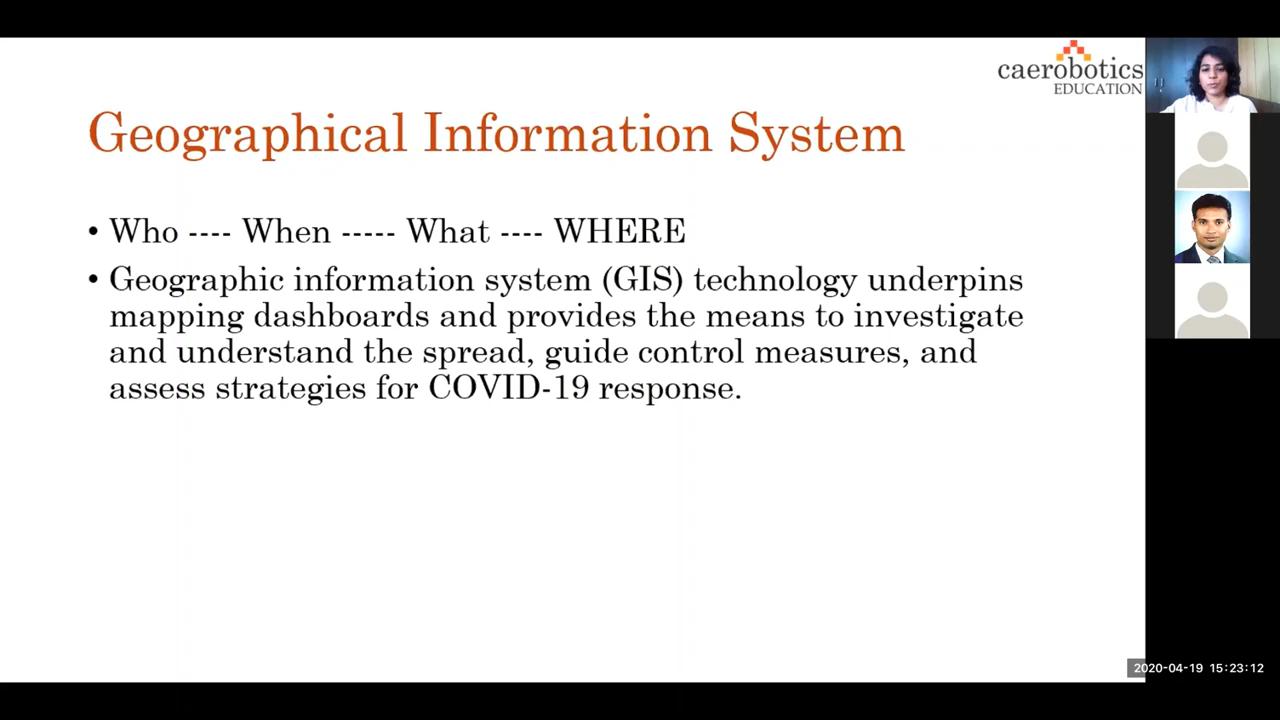 caerobotics
EDUCATION
Geographical Information System
• Who ---- When ----- What ---- WHERE
• Geographic information system (GIS) technology underpins
mapping dashboards and provides the means to investigate
and understand the spread, guide control measures, and
assess strategies for COVID-19 response.
2020-04-19 15:23:12